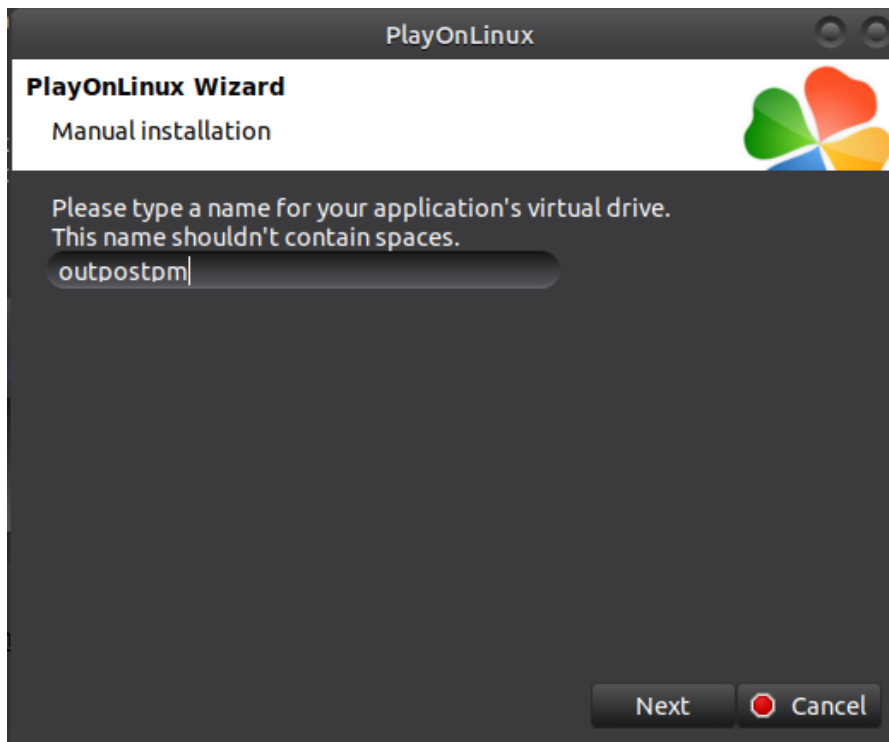 PlayOnLinux
PlayOnLinux Wizard
Manual installation
Please type a name for your application's virtual drive.
This name shouldn't contain spaces.
outpostpm
Next
Cancel